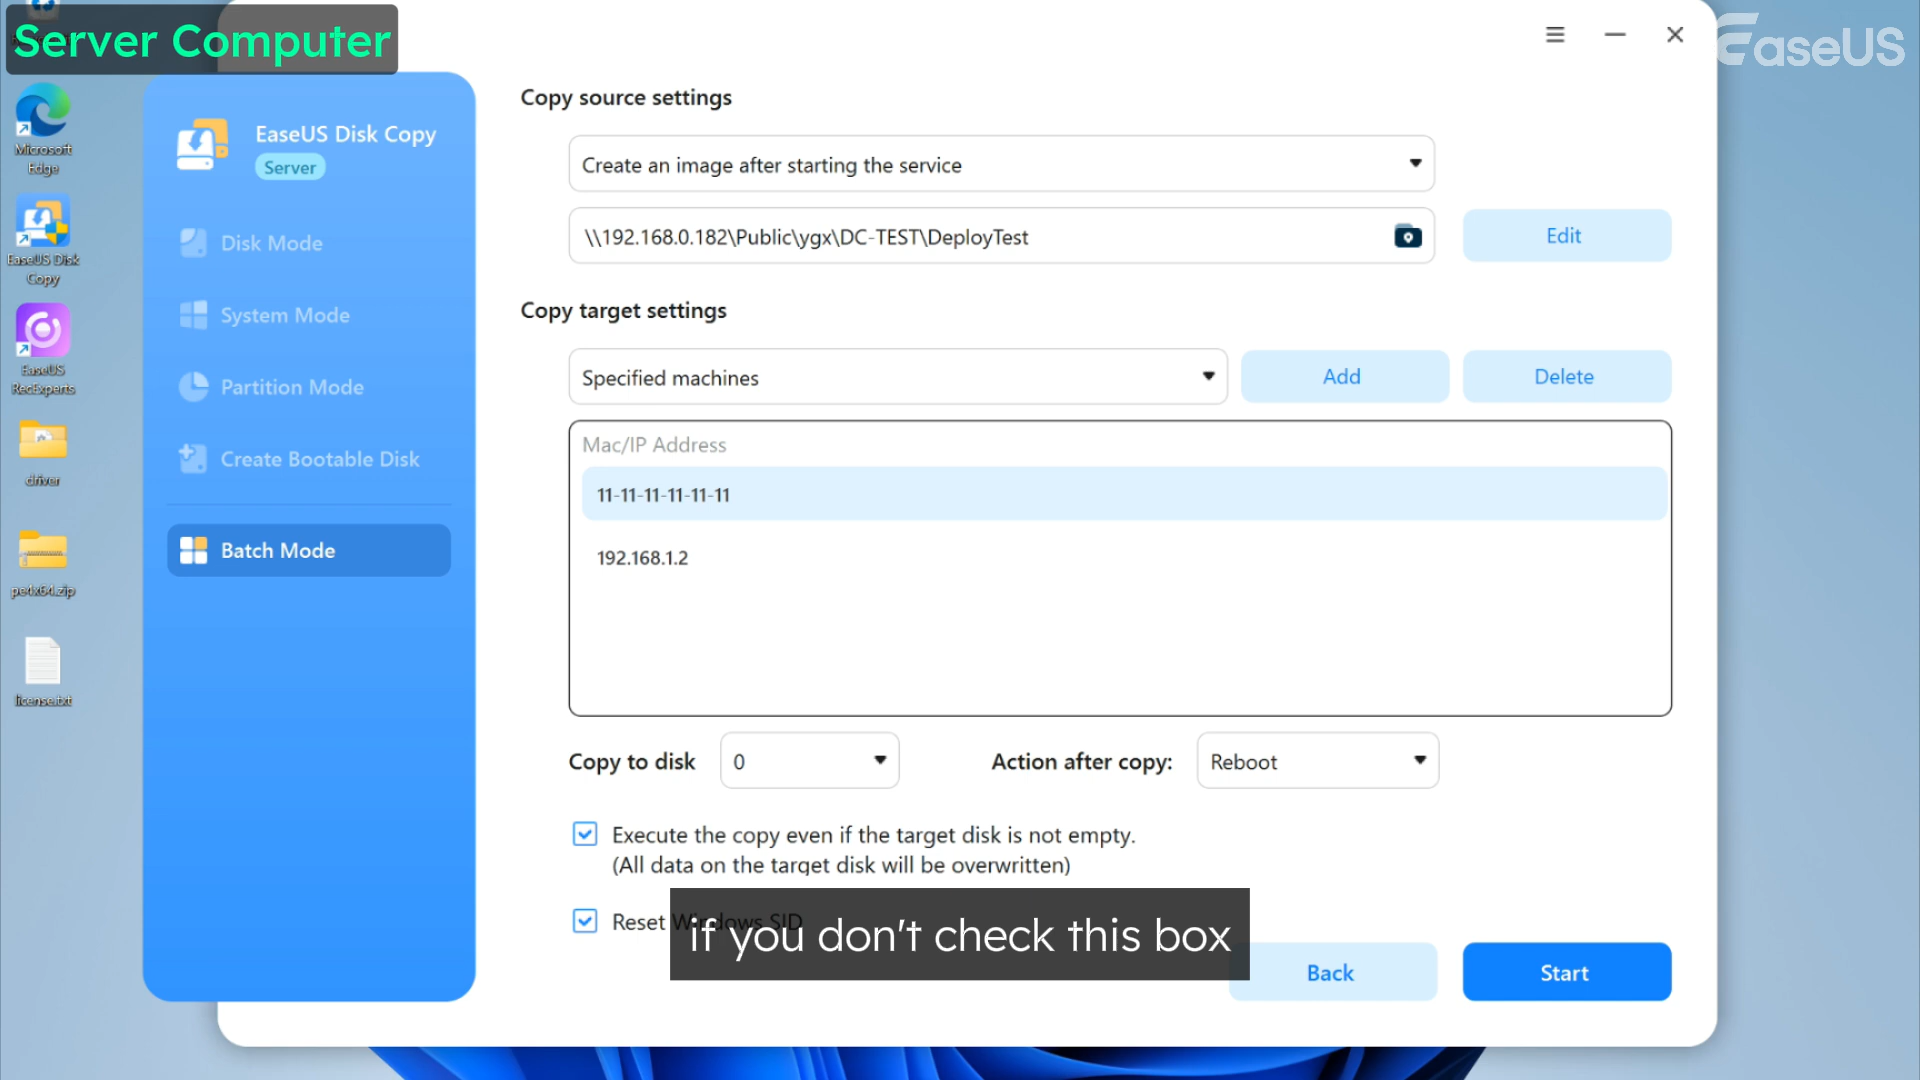 Server Computer
EaseUS
Microsoft
Edge
EaseUS Disk
Copy
EaseUS
RecExperts
driver
pe4x64.zip
license.txt
EaseUS Disk Copy
Server
Disk Mode
System Mode
Partition Mode
Create Bootable Disk
Batch Mode
Copy source settings
Create an image after starting the service
\\192.168.0.182\Public\ygx\DC-TEST\DeployTest
Edit
Copy target settings
Specified machines
Add
Delete
Mac/IP Address
11-11-11-11-11-11
192.168.1.2
Copy to disk
0
Action after copy:
Reboot
Execute the copy even if the target disk is not empty.
(All data on the target disk will be overwritten)
Reset Windows SID
if you don't check this box
Back
Start